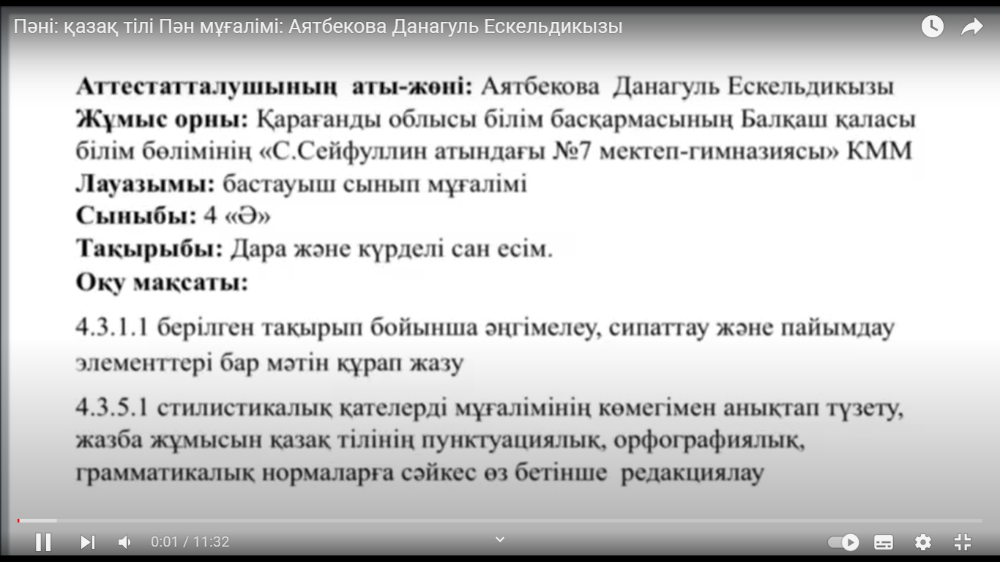 Пәні: қазақ тілі Пән мұғалімі: Аятбекова Данагуль Ескельдикызы
Аттестатталушының аты-жөні: Аятбекова Данагуль Ескельдикызы
Жұмыс орны: Қарағанды облысы білім басқармасының Балқаш қаласы
білім бөлімінің «С.Сейфуллин атындағы №7 мектеп-гимназиясы» КММ
Лауазымы: бастауыш сынып мұғалімі
Сыныбы: 4 «Ә»
Тақырыбы: Дара және күрделі сан есім.
Оқу мақсаты:
4.3.1.1 берілген тақырып бойынша әңгімелеу, сипаттау және пайымдау
элементтері бар мәтін құрап жазу
4.3.5.1 стилистикалық қателерді мұғалімінің көмегімен анықтап түзету,
жазба жұмысын қазақ тілінің пунктуациялық, орфографиялық,
грамматикалық нормаларға сәйкес өз бетінше редакциялау
0:01 / 11:32